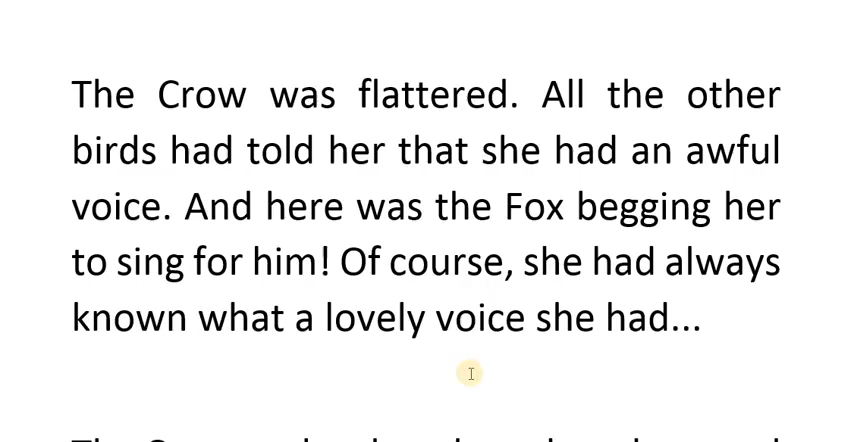 The Crow was flattered. All the other
birds had told her that she had an awful
voice. And here was the Fox begging her
to sing for him! Of course, she had always
known what a lovely voice she had...